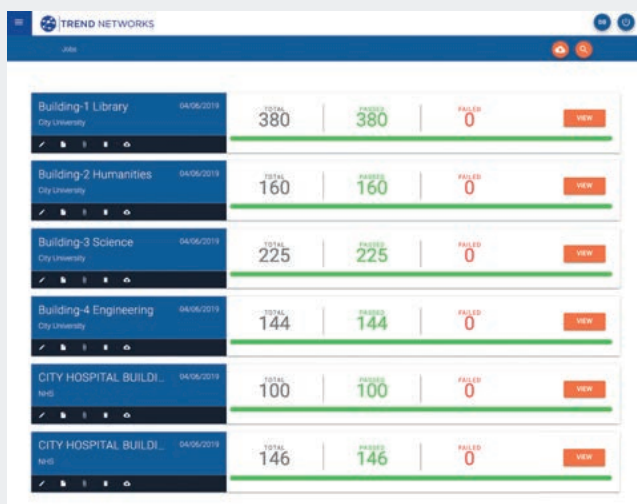 TREND NETWORKS
Jobs
Building-1 Library 04/06/2019
City University
TOTAL PASSED FAILED
380 380 0
VIEW
Building-2 Humanities 04/06/2019
City University
TOTAL PASSED FAILED
160 160 0
VIEW
Building-3 Science 04/06/2019
City University
TOTAL PASSED FAILED
225 225 0
VIEW
Building-4 Engineering 04/06/2019
City University
TOTAL PASSED FAILED
144 144 0
VIEW
CITY HOSPITAL BUILDI... 04/06/2019
NHS
TOTAL PASSED FAILED
100 100 0
VIEW
CITY HOSPITAL BUILDI... 04/06/2019
NHS
TOTAL PASSED FAILED
146 146 0
VIEW